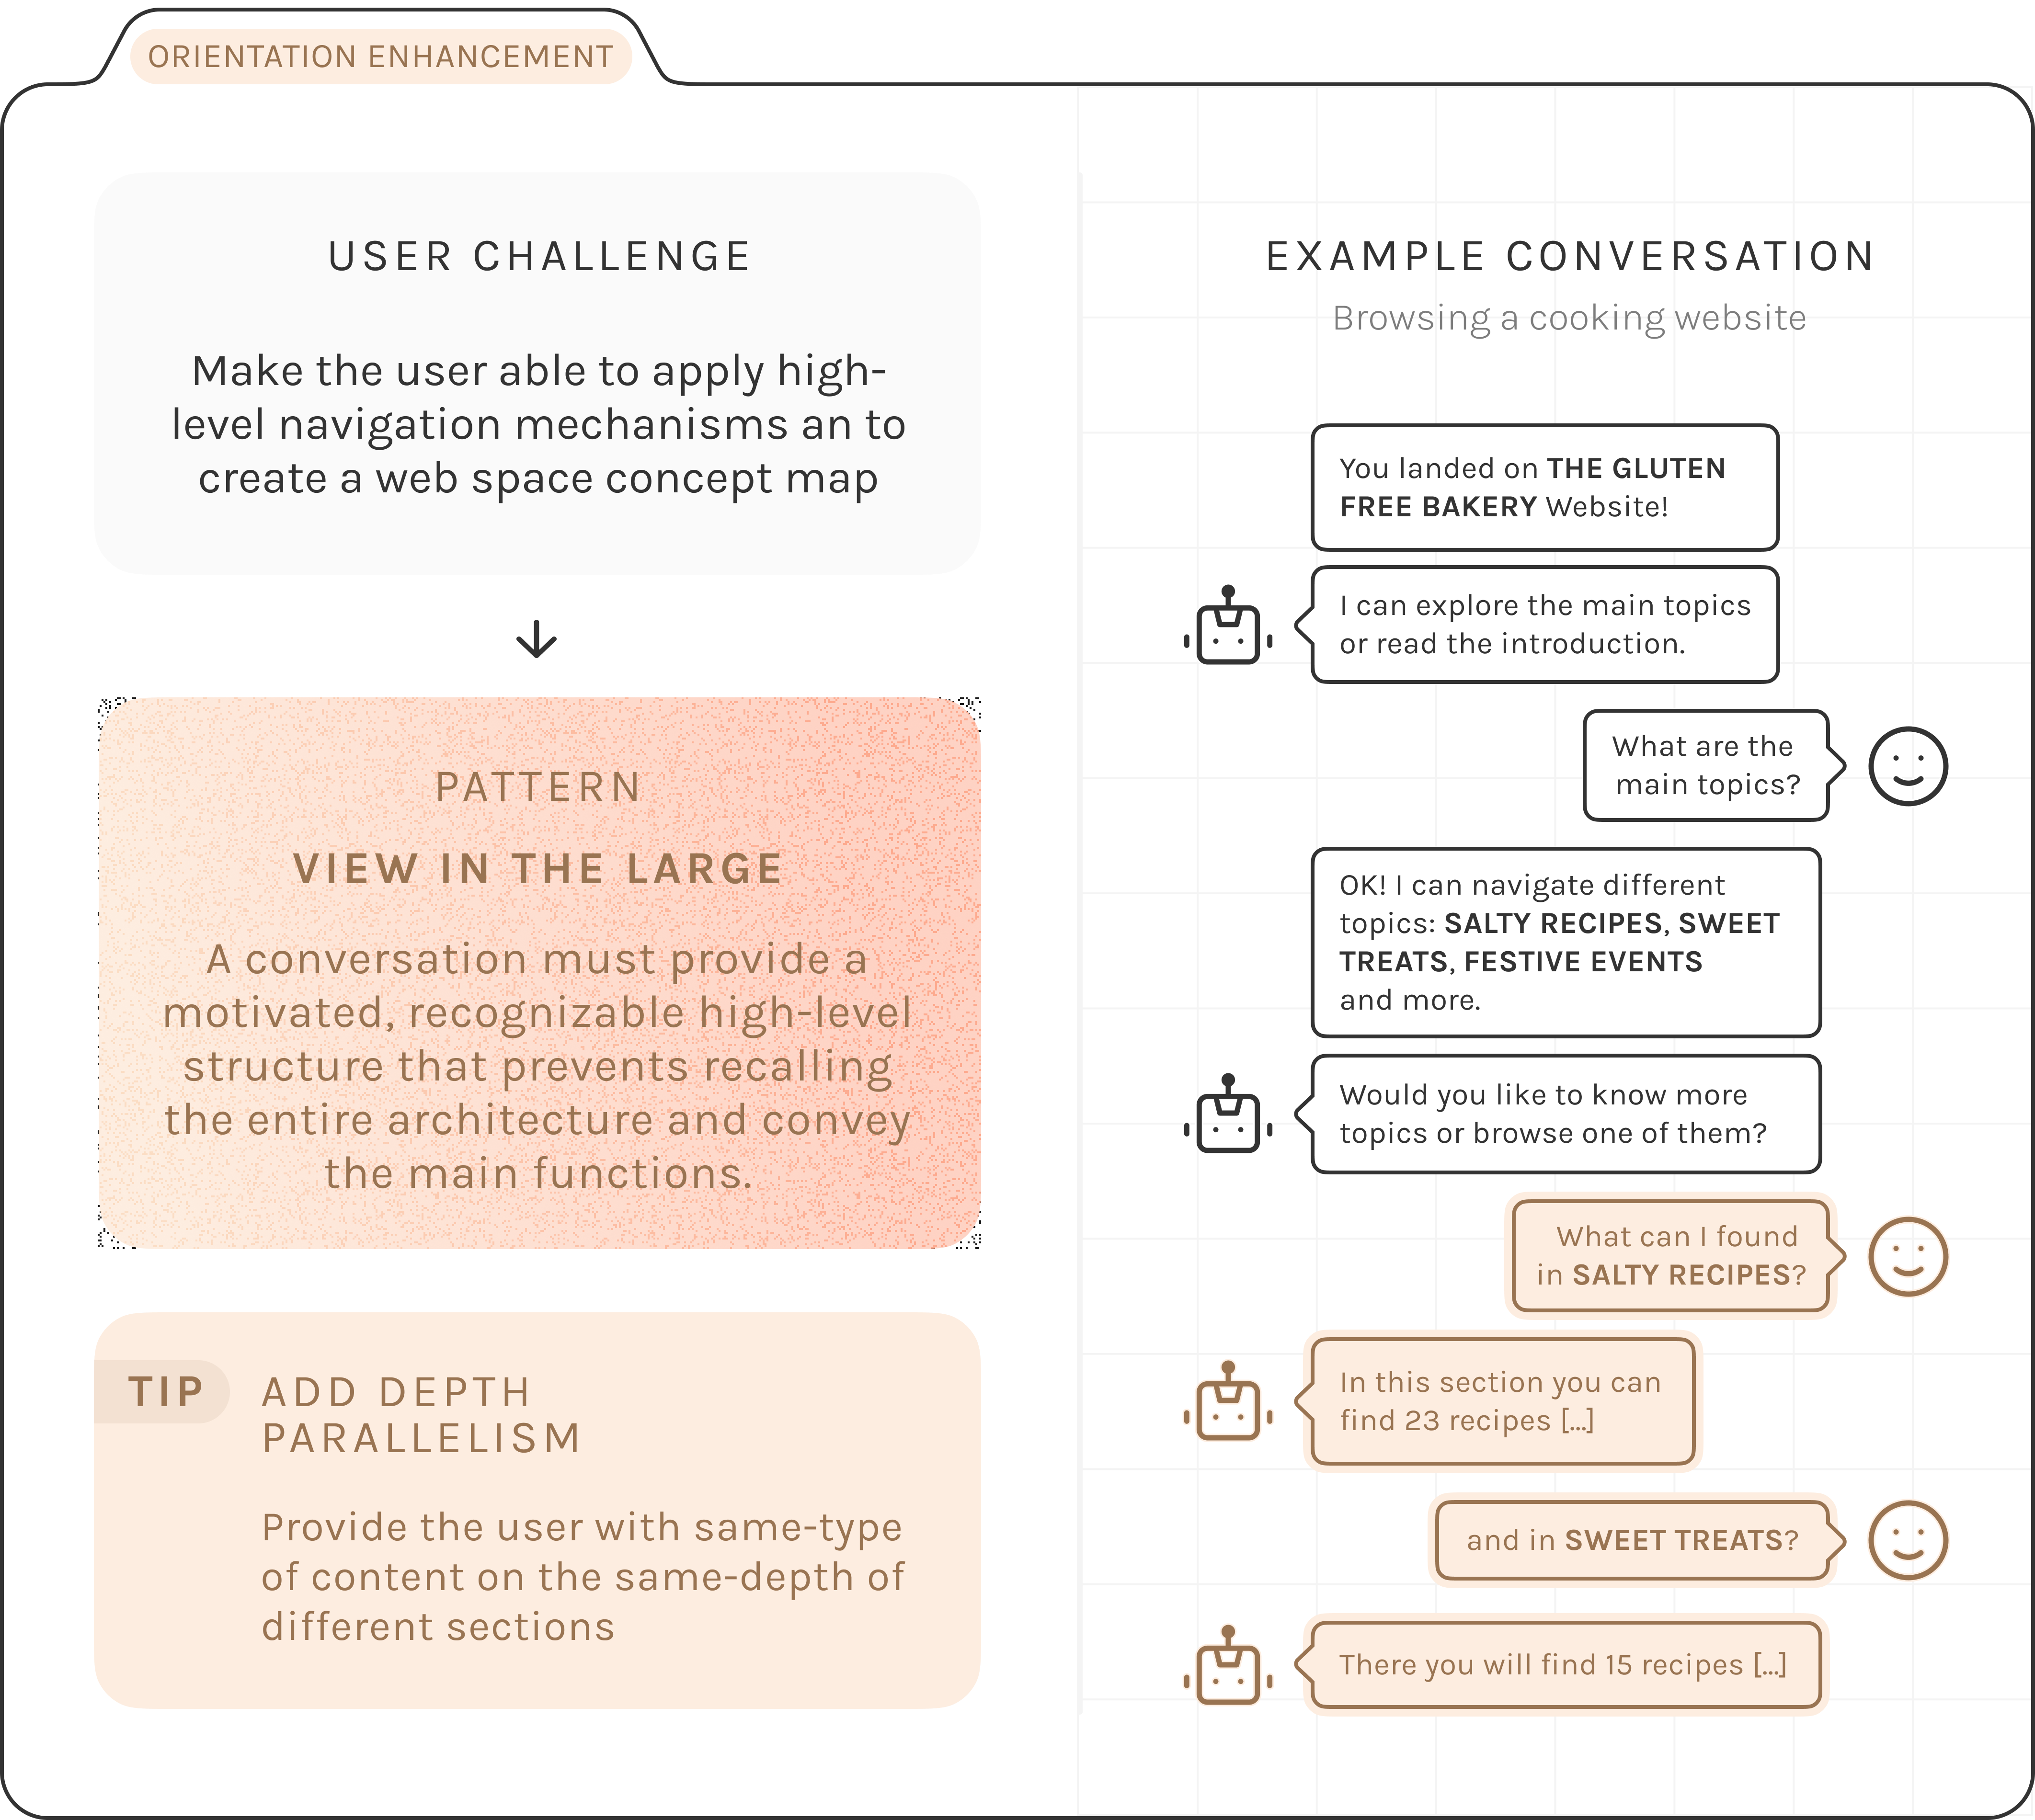 ORIENTATION ENHANCEMENT
USER CHALLENGE
Make the user able to apply high-
level navigation mechanisms an to
create a web space concept map
PATTERN
VIEW IN THE LARGE
A conversation must provide a
motivated, recognizable high-level
structure that prevents recalling
the entire architecture and convey
the main functions.
TIP
ADD DEPTH
PARALLELISM
Provide the user with same-type
of content on the same-depth of
different sections
EXAMPLE CONVERSATION
Browsing a cooking website
You landed on THE GLUTEN
FREE BAKERY Website!
I can explore the main topics
or read the introduction.
What are the
main topics?
OK! I can navigate different
topics: SALTY RECIPES, SWEET
TREATS, FESTIVE EVENTS
and more.
Would you like to know more
topics or browse one of them?
What can I found
in SALTY RECIPES?
In this section you can
find 23 recipes [...]
and in SWEET TREATS?
There you will find 15 recipes [...]